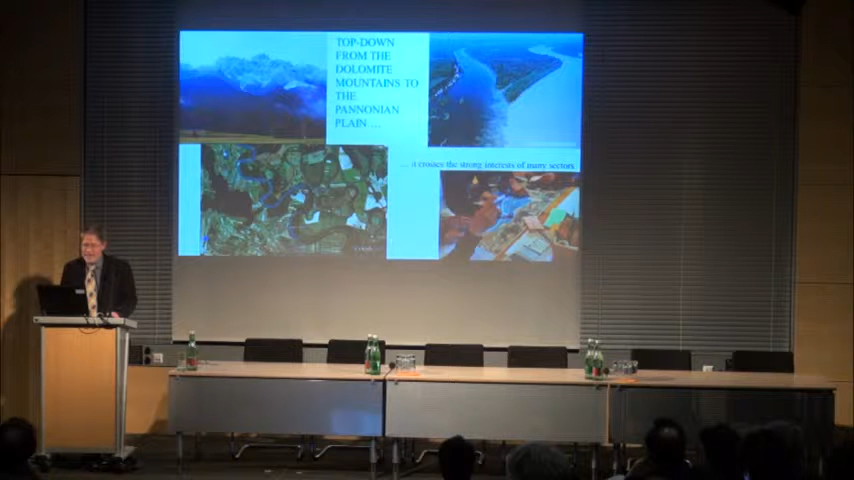 TOP-DOWN
FROM THE
DOLOMITE
MOUNTAINS TO
THE
PANNONIAN
PLAIN ...
... it crosses the strong interests of many sectors